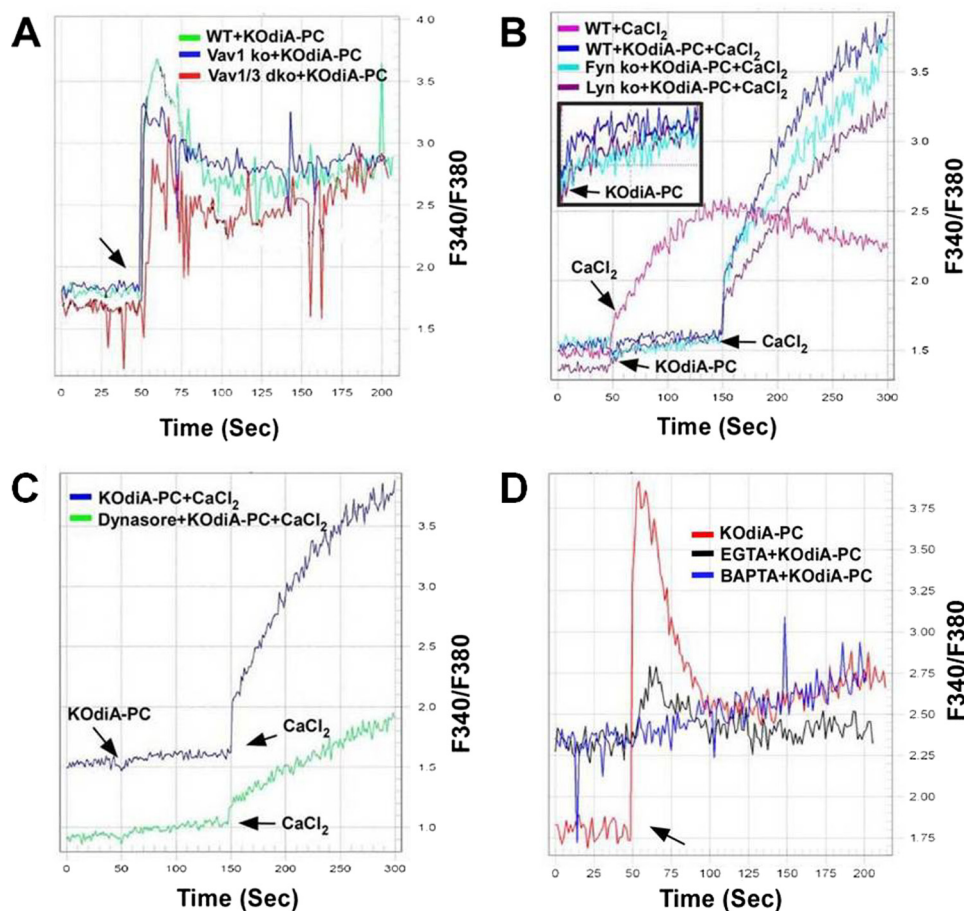 A
WT+KOdiA-PC
Vav1 ko+KOdiA-PC
Vav1/3 dko+KOdiA-PC
4.0
3.5
3.0
2.5
2.0
1.5
F340/F380
0 25 50 75 100 125 150 175 200
Time (Sec)
B
WT+CaCl2
WT+KOdiA-PC+CaCl2
Fyn ko+KOdiA-PC+CaCl2
Lyn ko+KOdiA-PC+CaCl2
KOdiA-PC
CaCl2
CaCl2
KOdiA-PC
3.5
3.0
2.5
2.0
1.5
F340/F380
0 50 100 150 200 250 300
Time (Sec)
C
KOdiA-PC+CaCl2
Dynasore+KOdiA-PC+CaCl2
KOdiA-PC
CaCl2
CaCl2
3.5
3.0
2.5
2.0
1.5
1.0
F340/F380
0 50 100 150 200 250 300
Time (Sec)
D
KOdiA-PC
EGTA+KOdiA-PC
BAPTA+KOdiA-PC
3.75
3.50
3.25
3.00
2.75
2.50
2.25
2.00
1.75
F340/F380
0 25 50 75 100 125 150 175 200
Time (Sec)